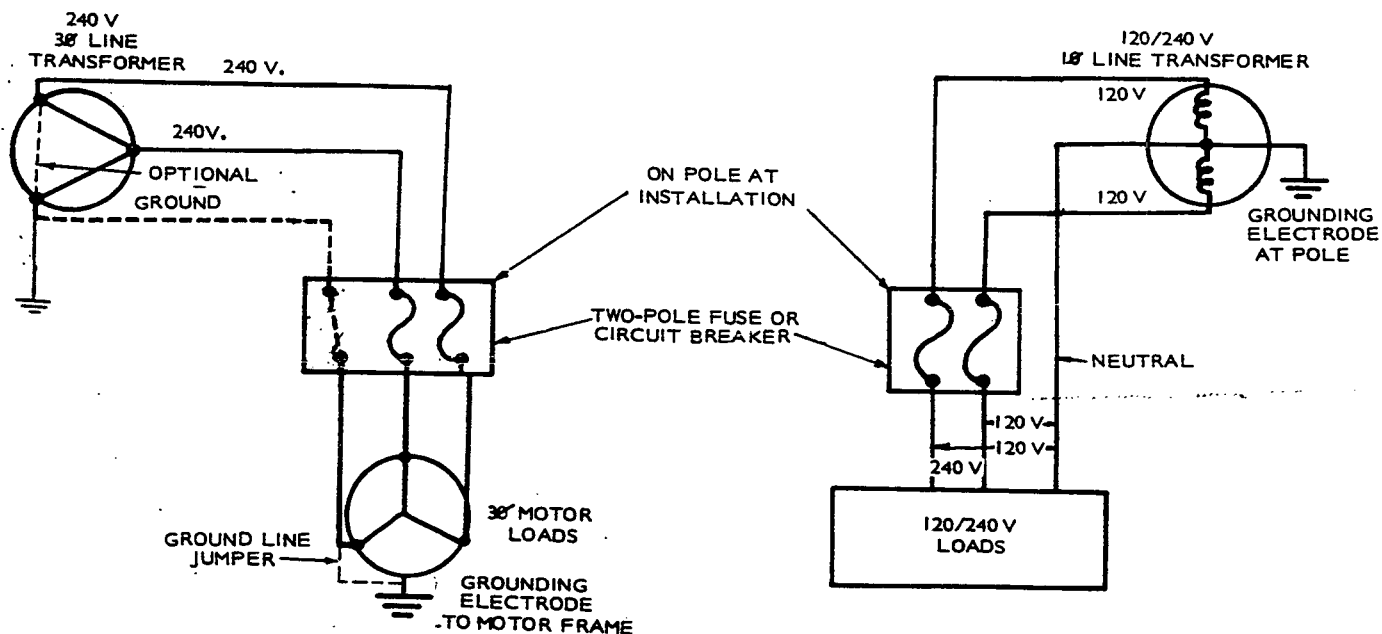 240 V
3Ø LINE
TRANSFORMER
240 V.
240V.
OPTIONAL
GROUND
ON POLE AT
INSTALLATION
TWO-POLE FUSE OR
CIRCUIT BREAKER
3Ø MOTOR
LOADS
GROUND LINE
JUMPER
GROUNDING
ELECTRODE
TO MOTOR FRAME
120/240 V
1Ø LINE TRANSFORMER
120 V
120 V
GROUNDING
ELECTRODE
AT POLE
NEUTRAL
120 V
120 V
240 V
120/240 V
LOADS